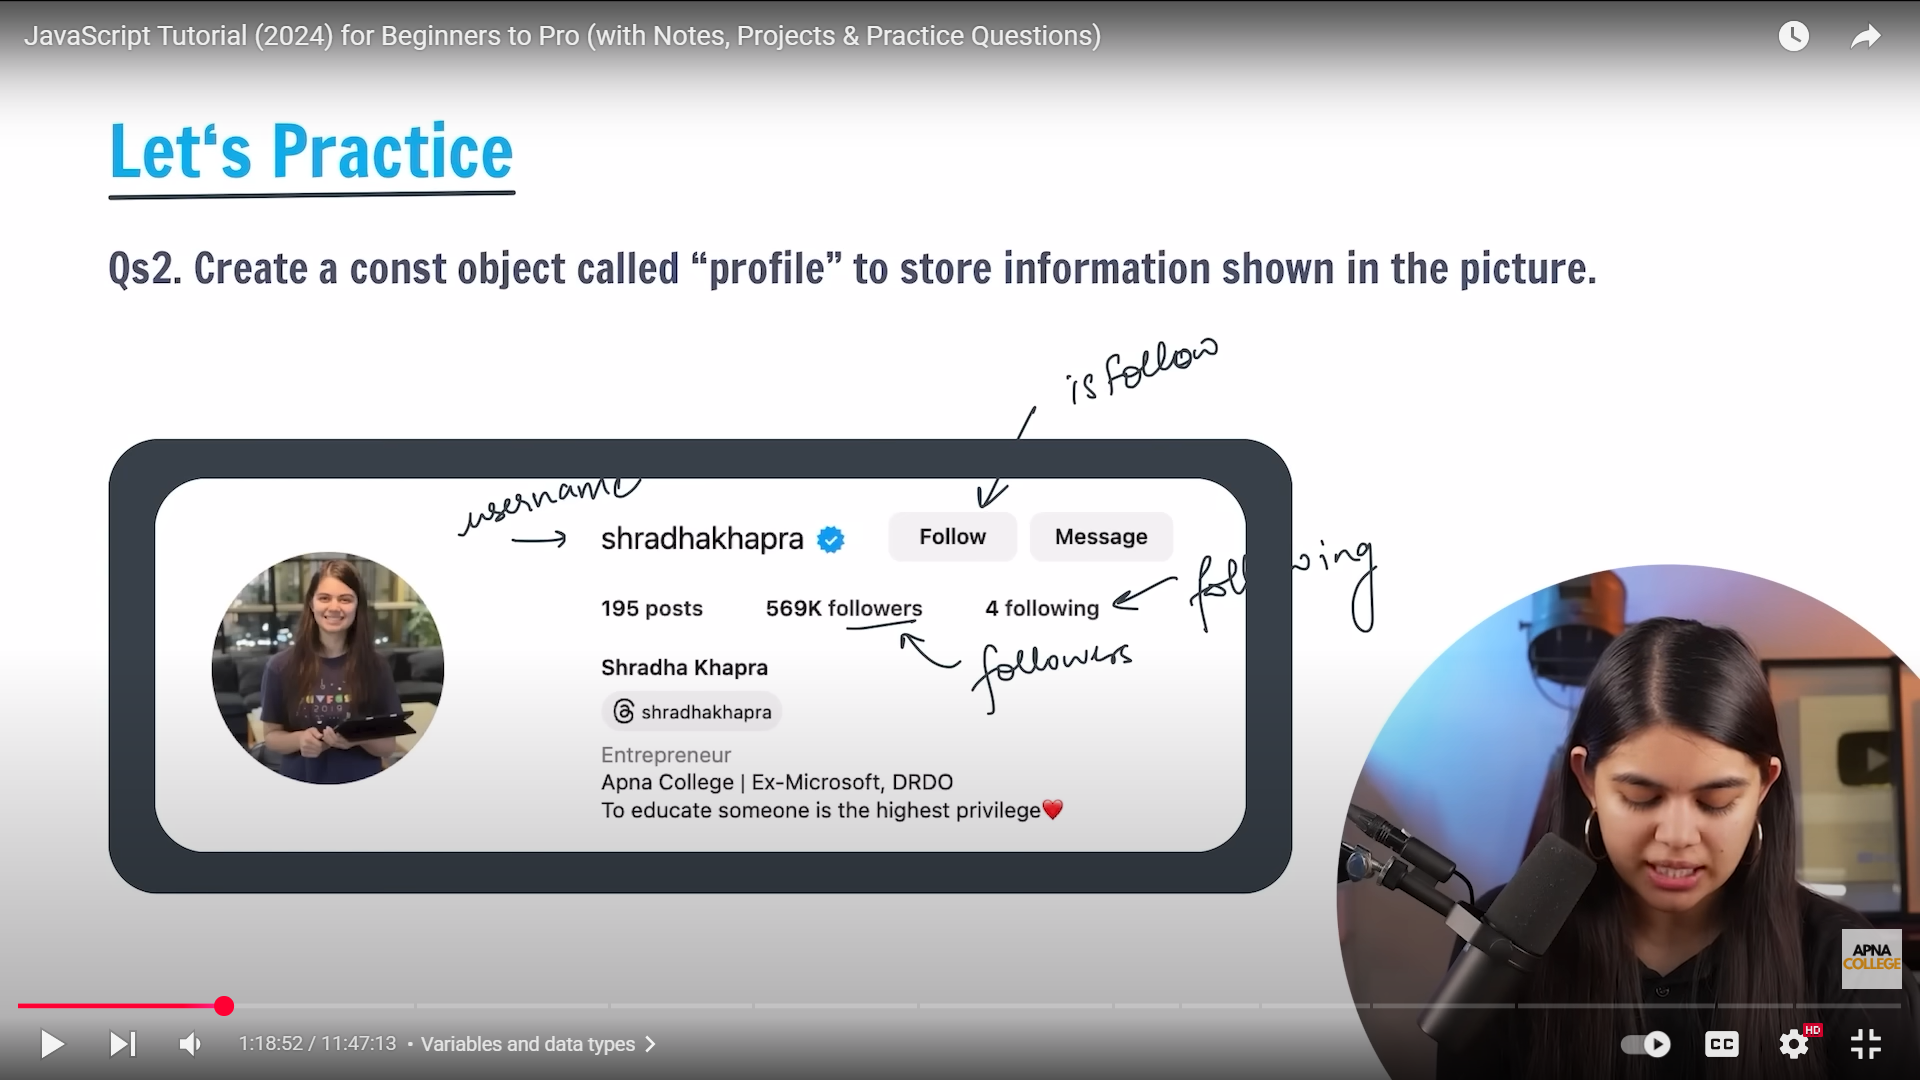 JavaScript Tutorial (2024) for Beginners to Pro (with Notes, Projects & Practice Questions)
Let‘s Practice
Qs2. Create a const object called “profile” to store information shown in the picture.
isfollow
username
shradhakhapra
Follow
Message
following
195 posts
569K followers
4 following
followers
Shradha Khapra
shradhakhapra
Entrepreneur
Apna College | Ex-Microsoft, DRDO
To educate someone is the highest privilege❤️
APNA
COLLEGE
1:18:52 / 11:47:13 • Variables and data types
CC
HD